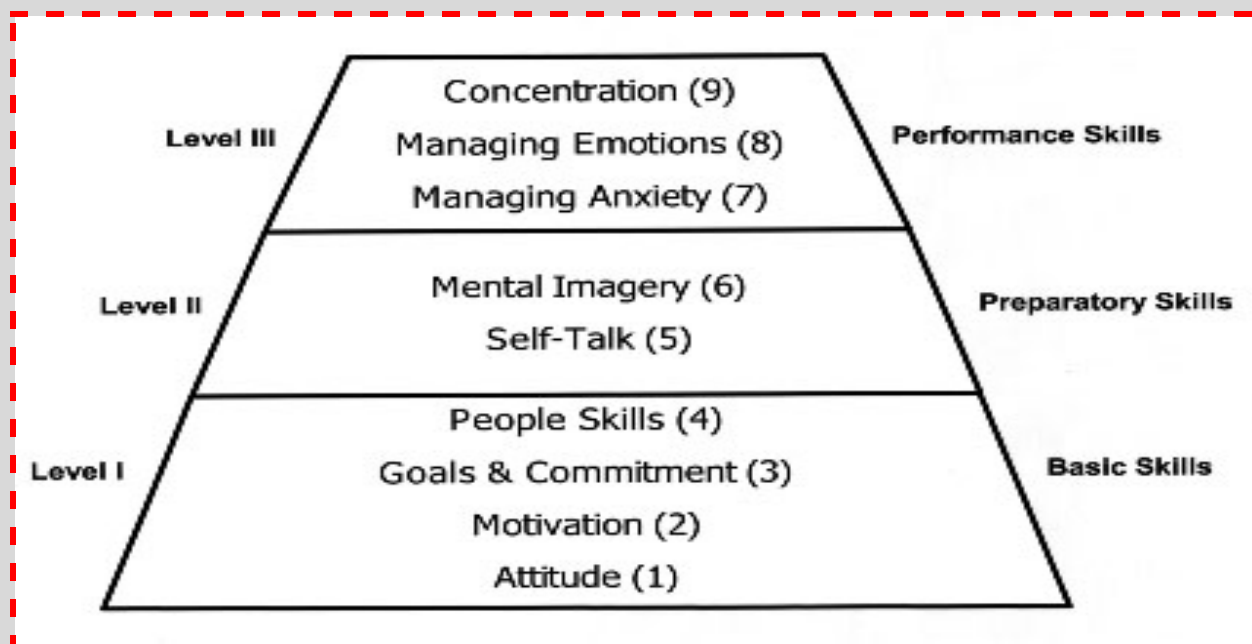 Concentration (9)
Level III
Managing Emotions (8)
Performance Skills
Managing Anxiety (7)
Mental Imagery (6)
Level II
Preparatory Skills
Self-Talk (5)
People Skills (4)
Level I
Goals & Commitment (3)
Basic Skills
Motivation (2)
Attitude (1)